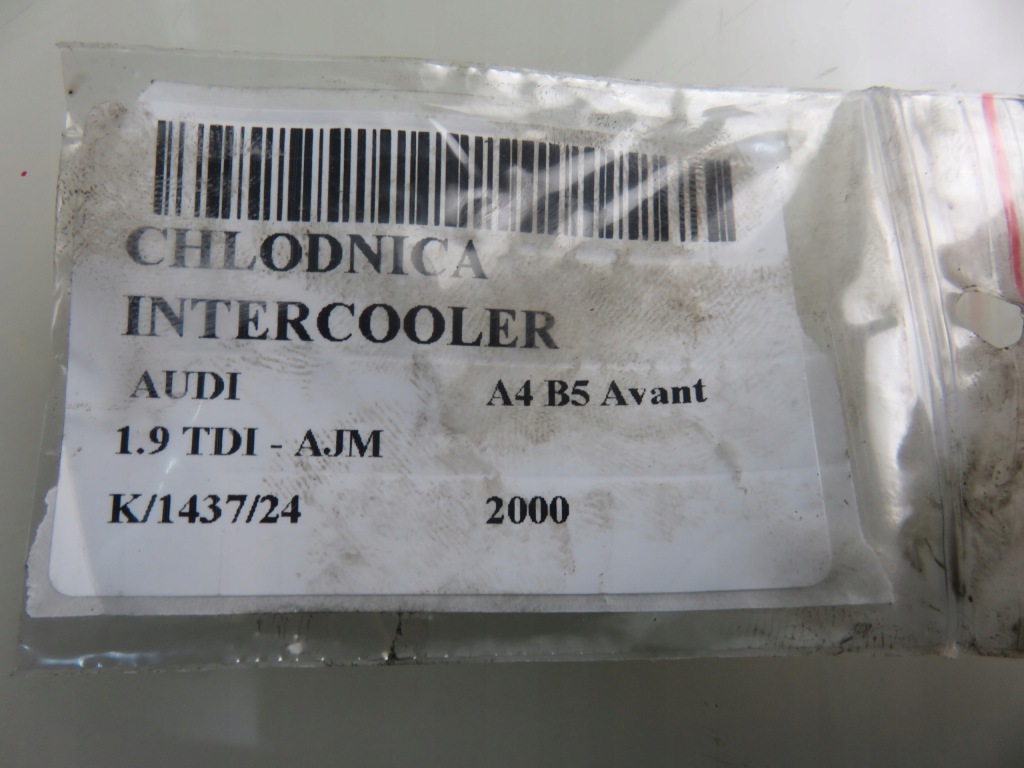 CHLODNICA
INTERCOOLER
AUDI A4 B5 Avant
1.9 TDI - AJM
K/1437/24 2000